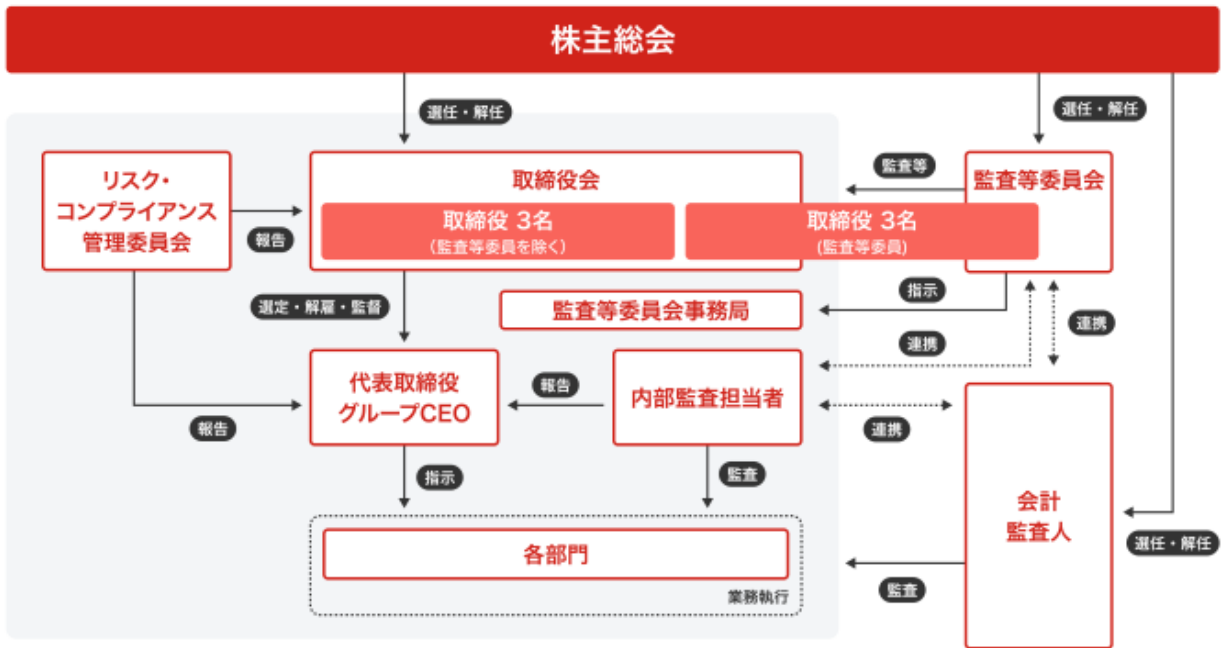 株主総会
選任・解任
選任・解任
リスク・
コンプライアンス
管理委員会
取締役会
監査等
監査等委員会
報告
取締役 3名
（監査等委員を除く）
取締役 3名
(監査等委員)
選定・解雇・監督
監査等委員会事務局
指示
連携
連携
代表取締役
グループCEO
報告
内部監査担当者
連携
報告
指示
監査
会計
監査人
選任・解任
各部門
業務執行
監査